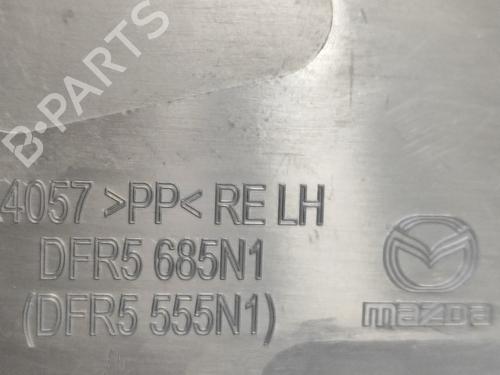 B-PARTS
4057 >PP< RE LH
DFR5 685N1
(DFR5 555N1)
mazda